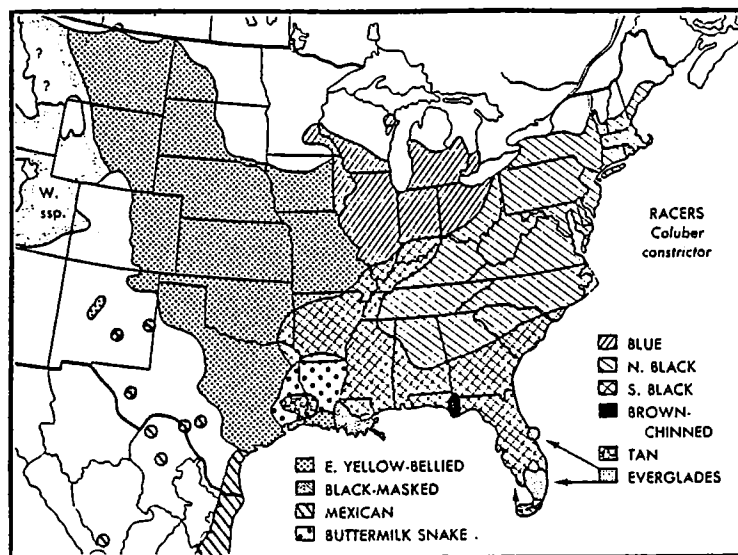 ? ?
W.
ssp.
RACERS
Coluber
constrictor
BLUE
N. BLACK
S. BLACK
BROWN-
CHINNED
TAN
EVERGLADES
E. YELLOW-BELLIED
BLACK-MASKED
MEXICAN
BUTTERMILK SNAKE .